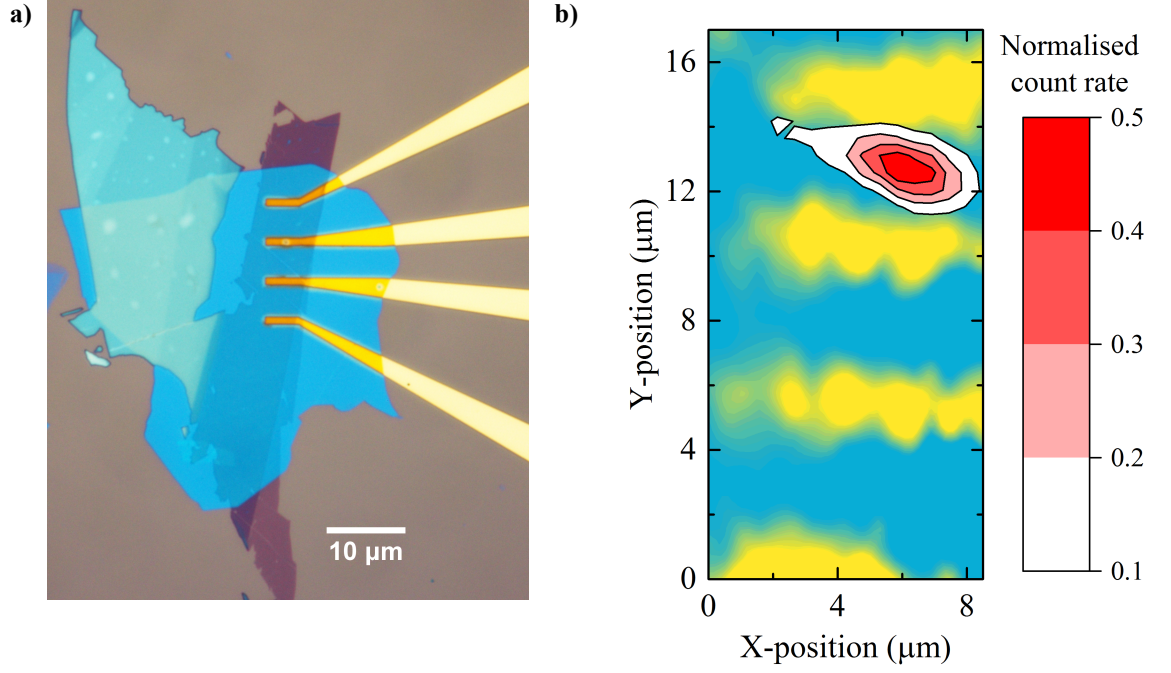 a)
10 µm
b)
16
12
8
4
0
0 4 8
Y-position (µm)
X-position (µm)
Normalised
count rate
0.5
0.4
0.3
0.2
0.1